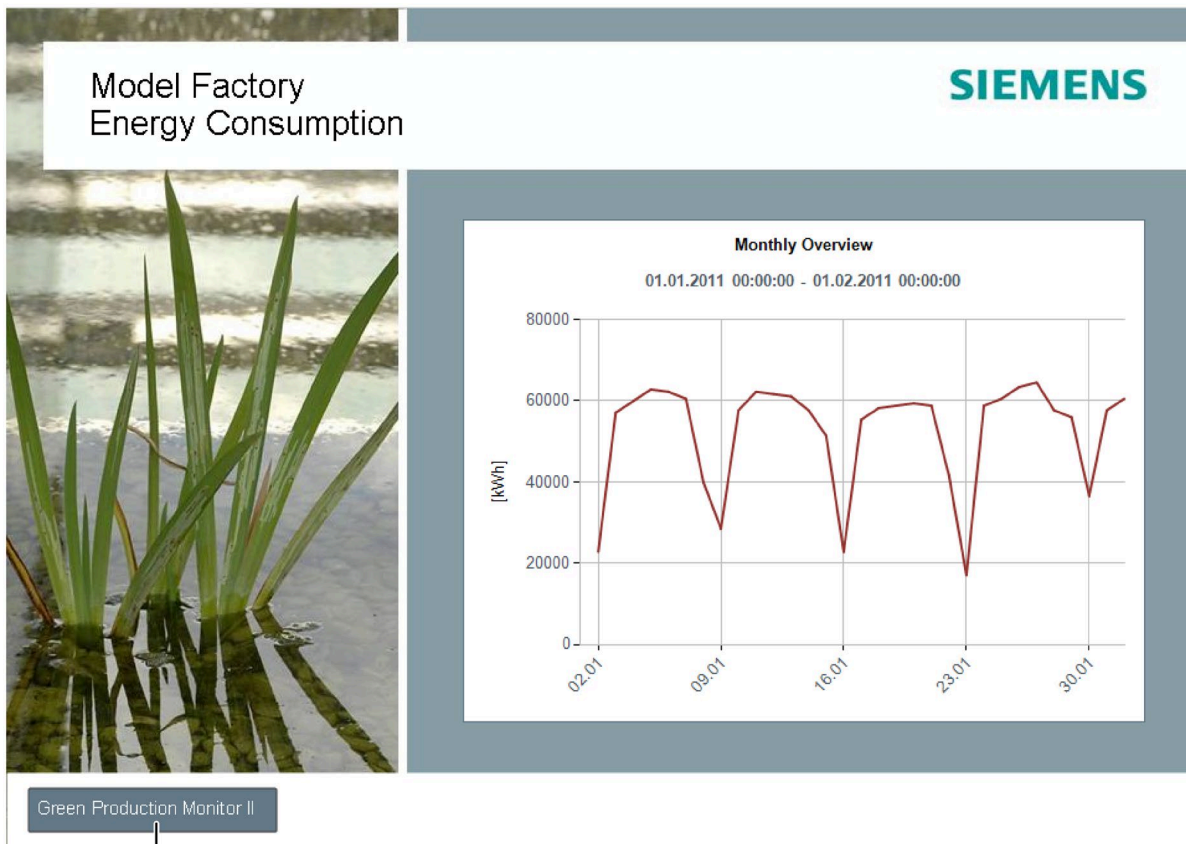 Model Factory
Energy Consumption
SIEMENS
Monthly Overview
01.01.2011 00:00:00 - 01.02.2011 00:00:00
80000
60000
40000
20000
0
[kWh]
02.01
09.01
16.01
23.01
30.01
Green Production Monitor II